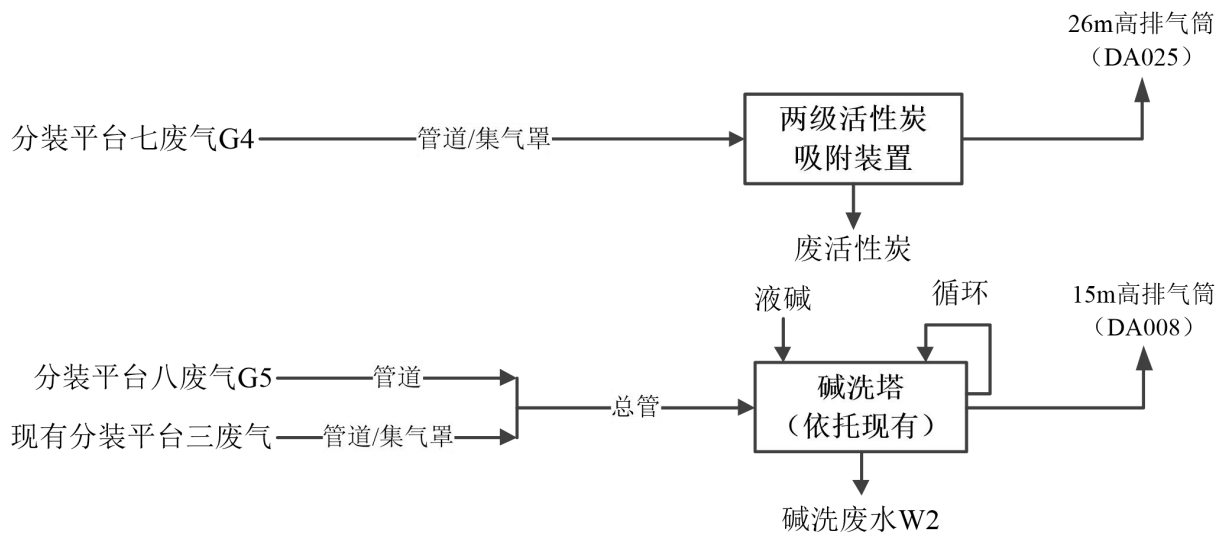 26m高排气筒
（DA025）
分装平台七废气G4
管道/集气罩
两级活性炭
吸附装置
废活性炭
液碱
循环
15m高排气筒
（DA008）
分装平台八废气G5
管道
总管
碱洗塔
（依托现有）
现有分装平台三废气
管道/集气罩
碱洗废水W2